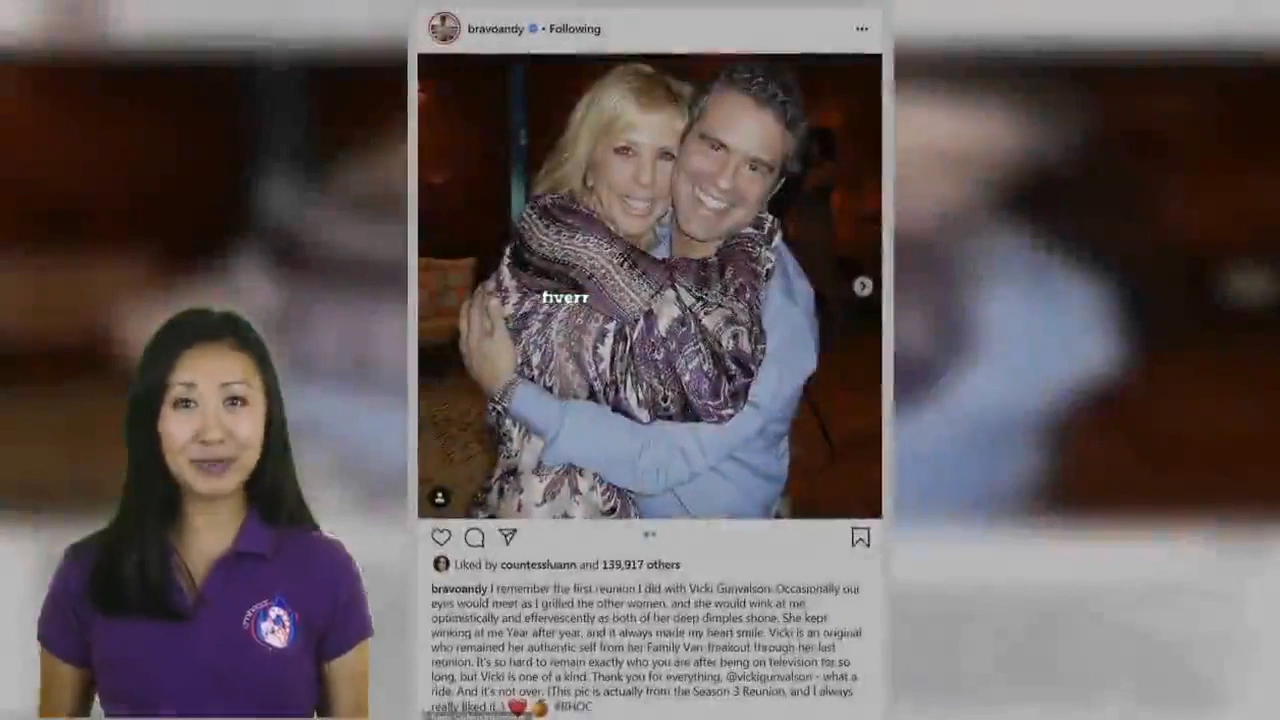 bravoandy • Following
fiverr
Liked by countessluann and 139,917 others
bravoandy I remember the first reunion I did with Vicki Gunvalson. Occasionally our
eyes would meet as I grilled the other women, and she would wink at me
optimistically and effervescently as both of her deep dimples shone. She kept
winking at me Year after year, and it always made my heart smile. Vicki is an original
who remained her authentic self from her Family Van freakout through her last
reunion. It's so hard to remain exactly who you are after being on television for so
long, but Vicki is one of a kind. Thank you for everything, @vickigunvalson - what a
ride. And it's not over. (This pic is actually from the Season 3 Reunion, and I always
really liked it.) ❤️ 🍊 #RHOC